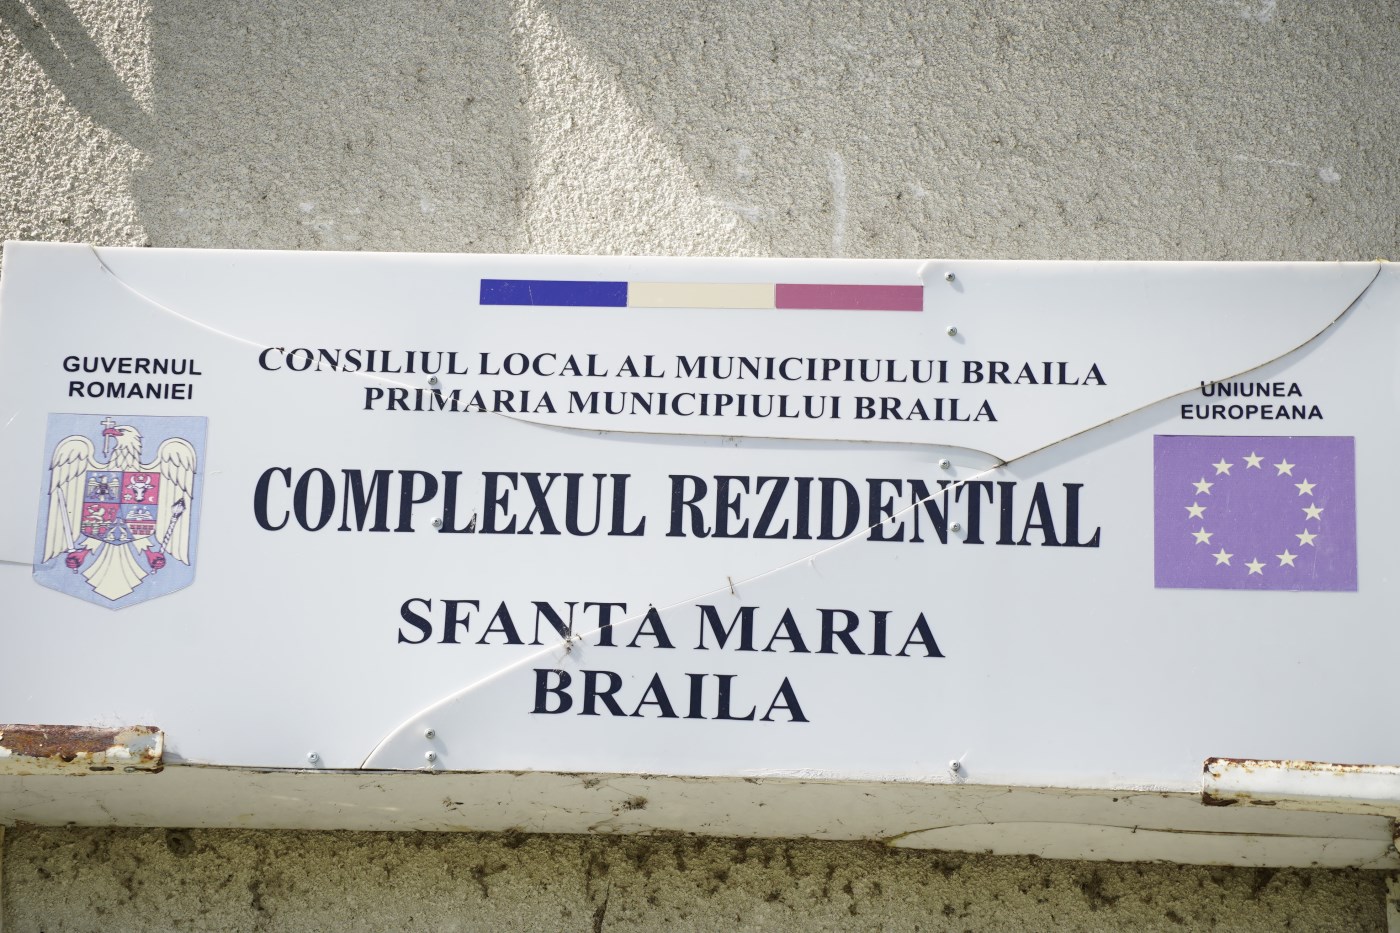 GUVERNUL
ROMANIEI
CONSILIUL LOCAL AL MUNICIPIULUI BRAILA
PRIMARIA MUNICIPIULUI BRAILA
UNIUNEA
EUROPEANA
COMPLEXUL REZIDENTIAL
SFANTA MARIA
BRAILA